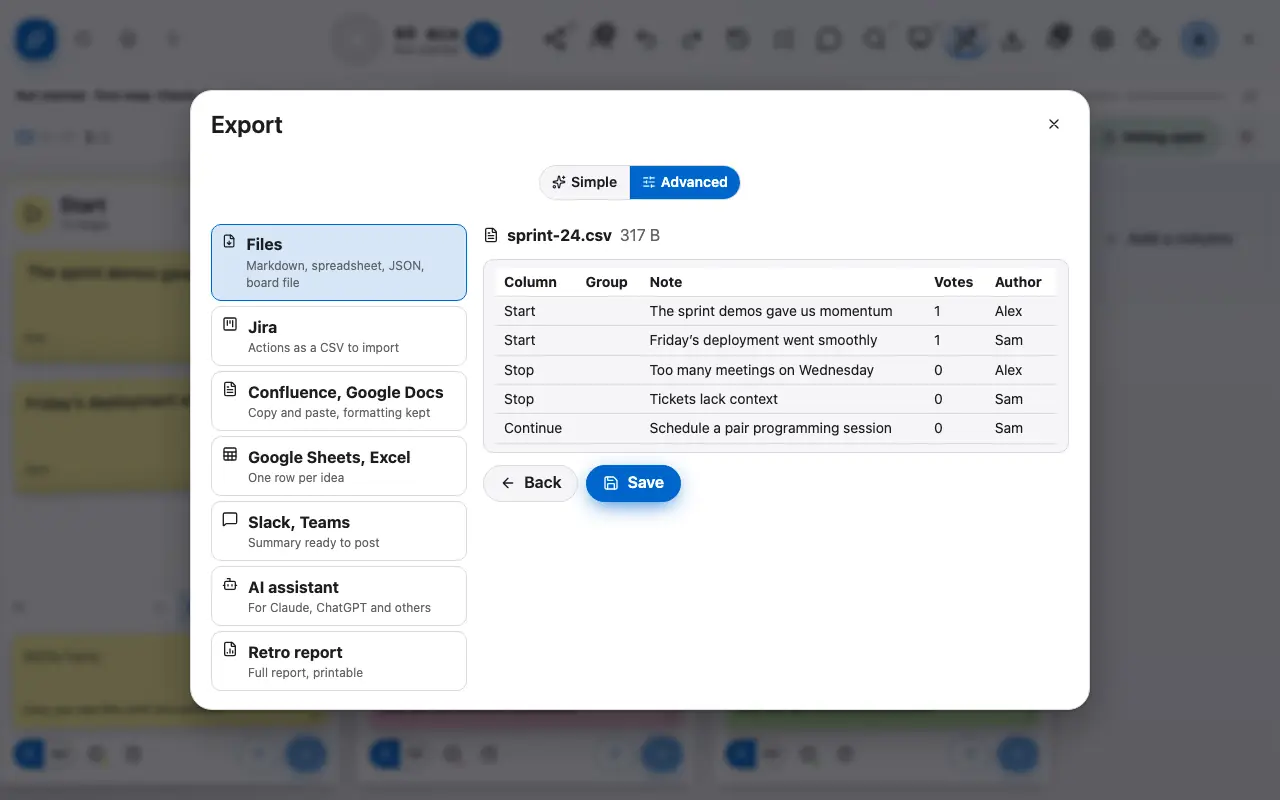 Export
Simple
Advanced
Files
Markdown, spreadsheet, JSON,
board file
Jira
Actions as a CSV to import
Confluence, Google Docs
Copy and paste, formatting kept
Google Sheets, Excel
One row per idea
Slack, Teams
Summary ready to post
AI assistant
For Claude, ChatGPT and others
Retro report
Full report, printable
sprint-24.csv 317 B
Column Group Note Votes Author
Start The sprint demos gave us momentum 1 Alex
Start Friday’s deployment went smoothly 1 Sam
Stop Too many meetings on Wednesday 0 Alex
Stop Tickets lack context 0 Sam
Continue Schedule a pair programming session 0 Sam
Back
Save
Start
Add a column